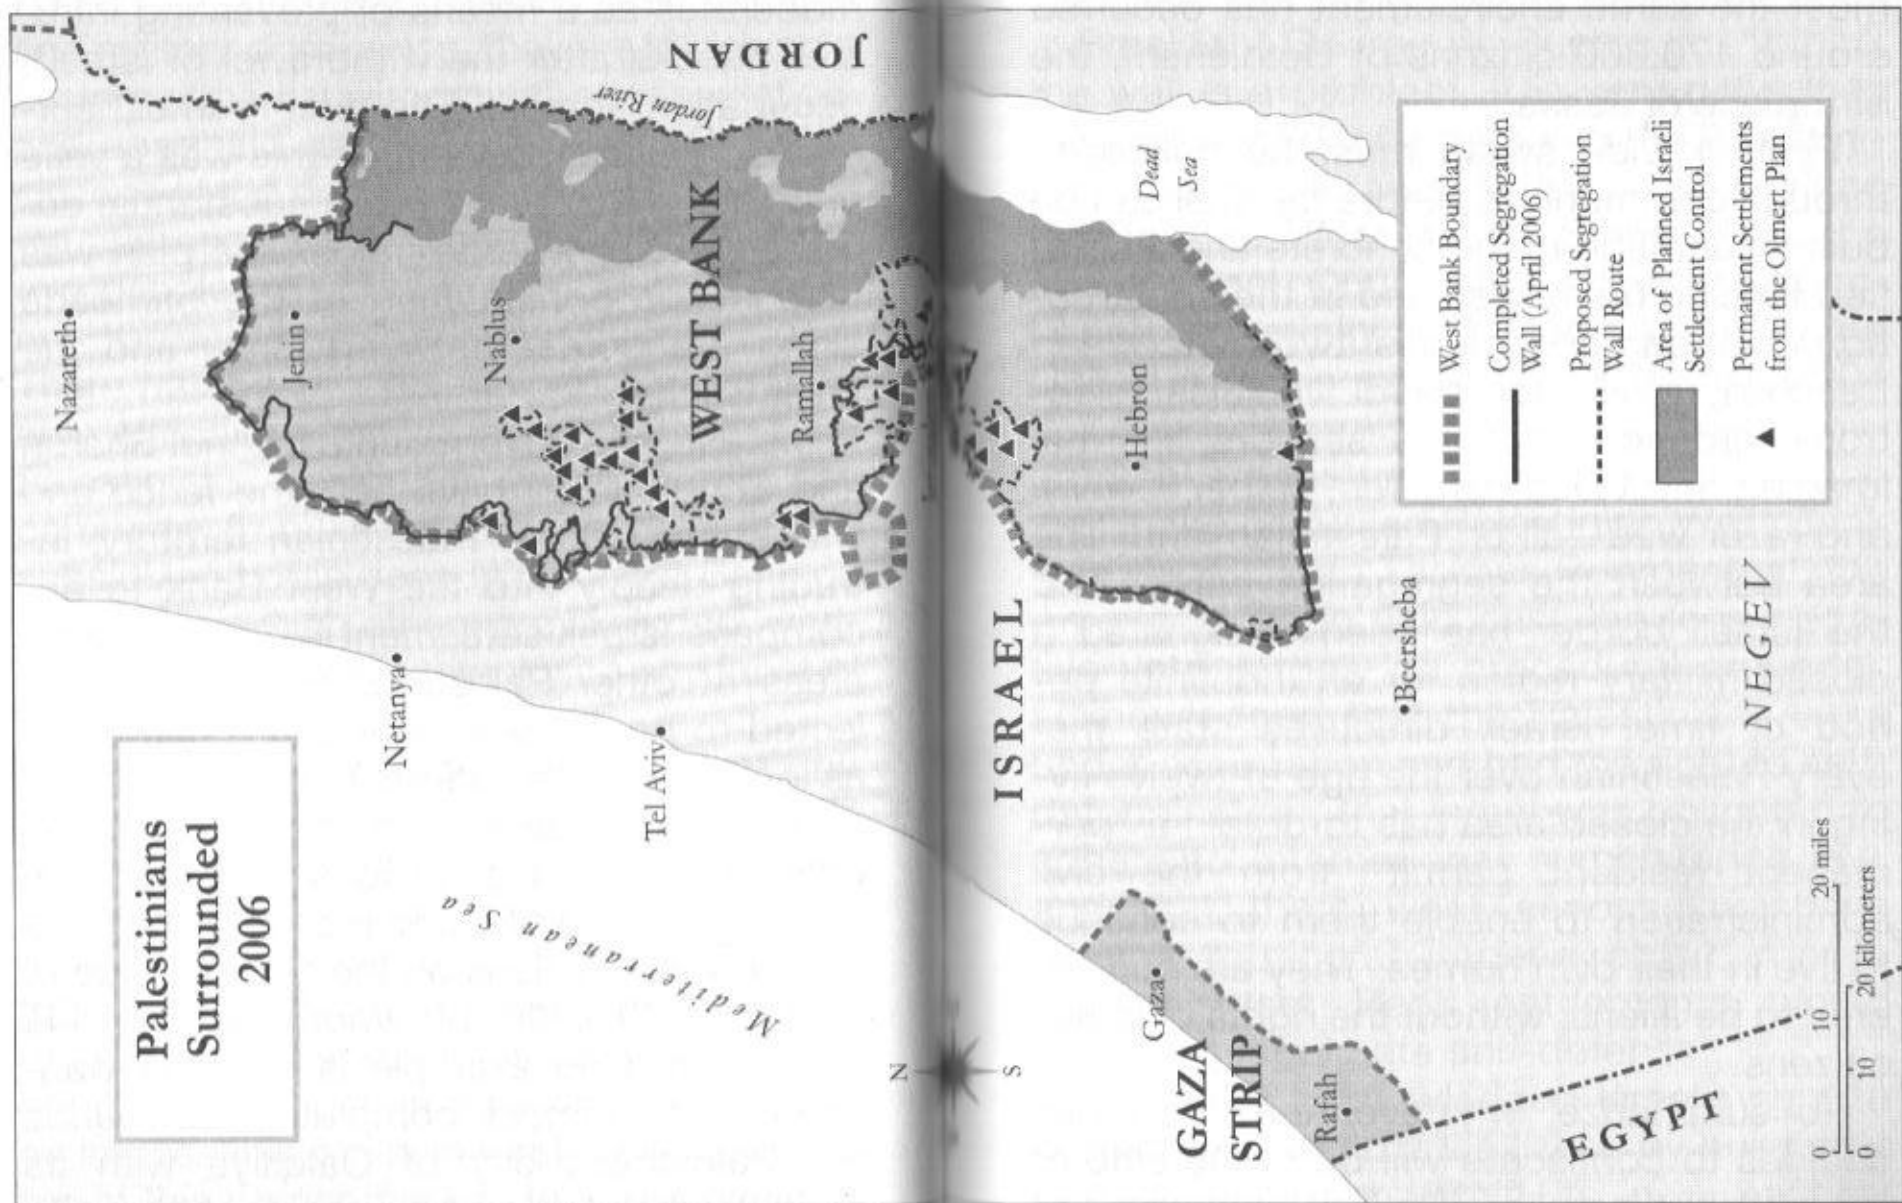 Palestinians
Surrounded
2006
Nazareth
Jenin
Nablus
WEST BANK
Ramallah
Netanya
Tel Aviv
Mediterranean Sea
JORDAN
Jordan River
Dead
Sea
ISRAEL
Hebron
Beersheba
NEGEV
N
S
GAZA
STRIP
Gaza
Rafah
EGYPT
West Bank Boundary
Completed Segregation
Wall (April 2006)
Proposed Segregation
Wall Route
Area of Planned Israeli
Settlement Control
Permanent Settlements
from the Olmert Plan
0 10 20 miles
0 10 20 kilometers